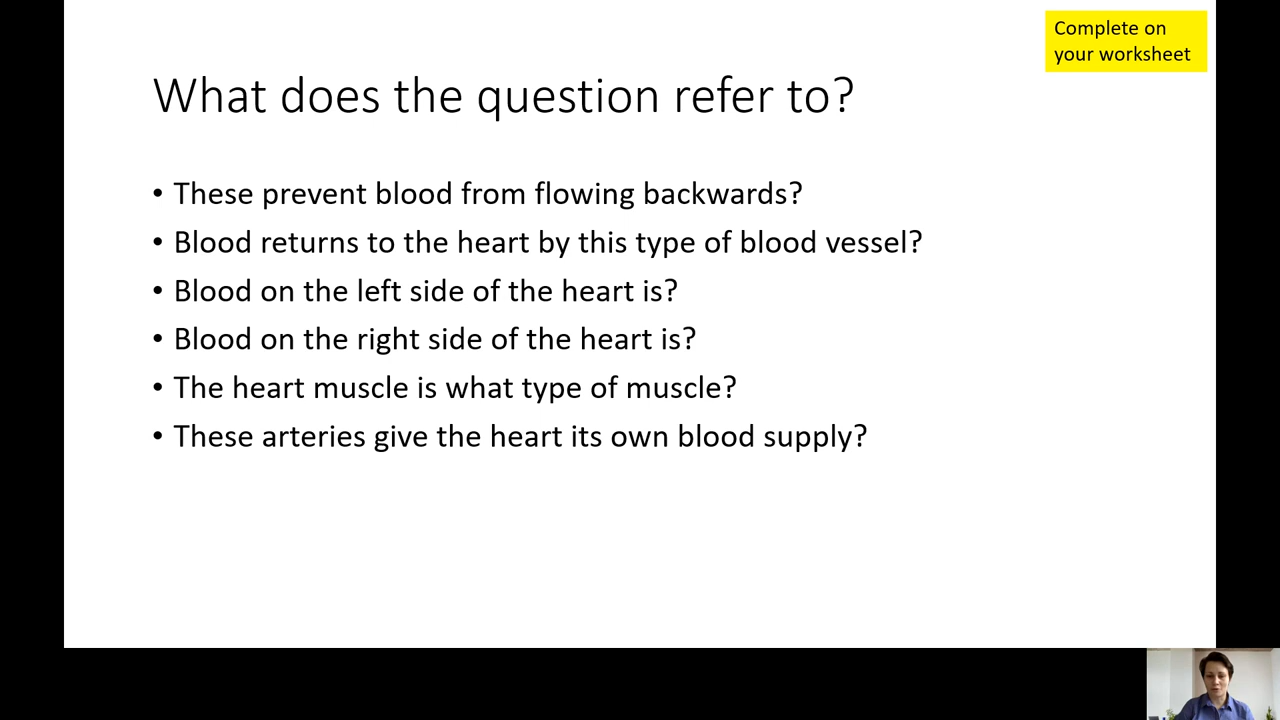 Complete on
your worksheet
What does the question refer to?
• These prevent blood from flowing backwards?
• Blood returns to the heart by this type of blood vessel?
• Blood on the left side of the heart is?
• Blood on the right side of the heart is?
• The heart muscle is what type of muscle?
• These arteries give the heart its own blood supply?